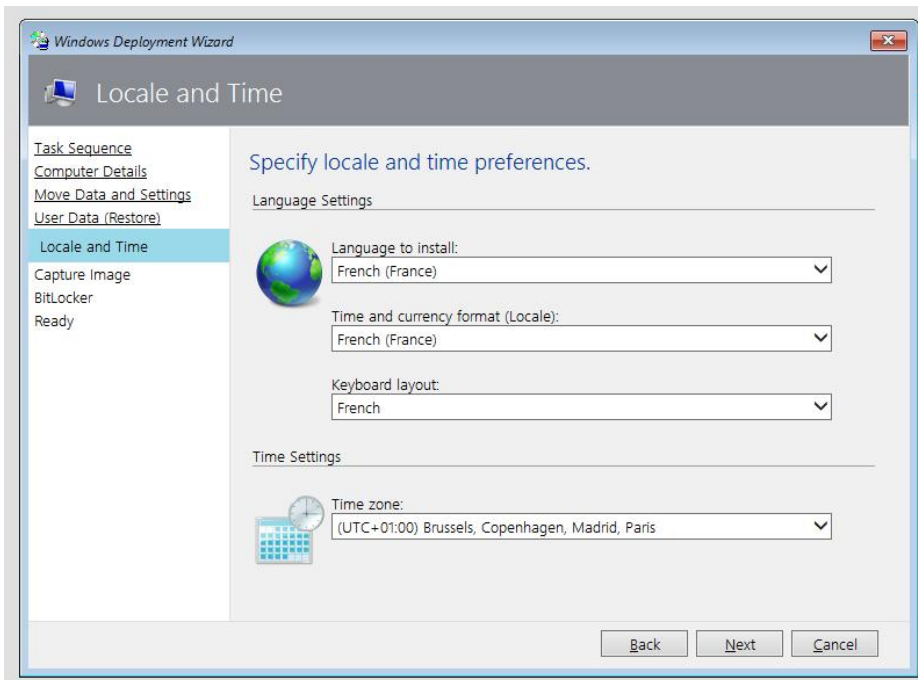 Windows Deployment Wizard
Locale and Time
Task Sequence
Computer Details
Move Data and Settings
User Data (Restore)
Locale and Time
Capture Image
BitLocker
Ready
Specify locale and time preferences.
Language Settings
Language to install:
French (France)
Time and currency format (Locale):
French (France)
Keyboard layout:
French
Time Settings
Time zone:
(UTC+01:00) Brussels, Copenhagen, Madrid, Paris
Back Next Cancel